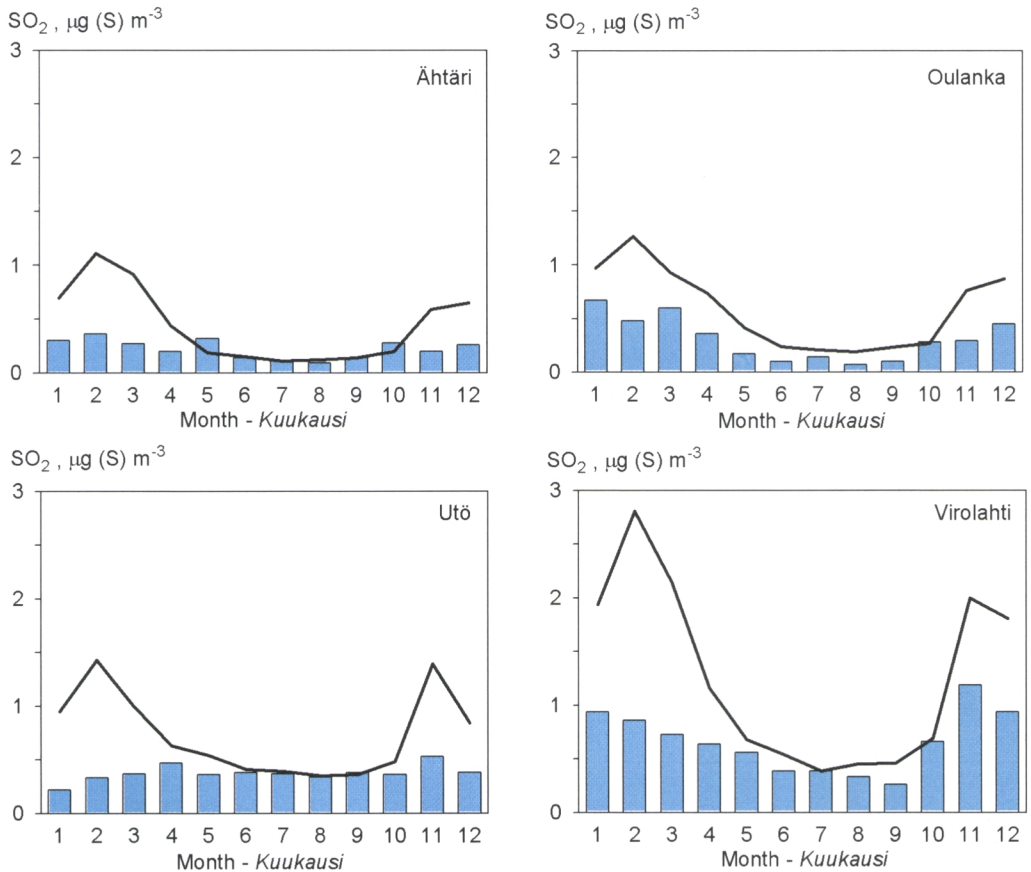 SO2 , µg (S) m-3
Ähtäri
3
2
1
0
1 2 3 4 5 6 7 8 9 10 11 12
Month - Kuukausi
SO2 , µg (S) m-3
Oulanka
3
2
1
0
1 2 3 4 5 6 7 8 9 10 11 12
Month - Kuukausi
SO2 , µg (S) m-3
Utö
3
2
1
0
1 2 3 4 5 6 7 8 9 10 11 12
Month - Kuukausi
SO2 , µg (S) m-3
Virolahti
3
2
1
0
1 2 3 4 5 6 7 8 9 10 11 12
Month - Kuukausi